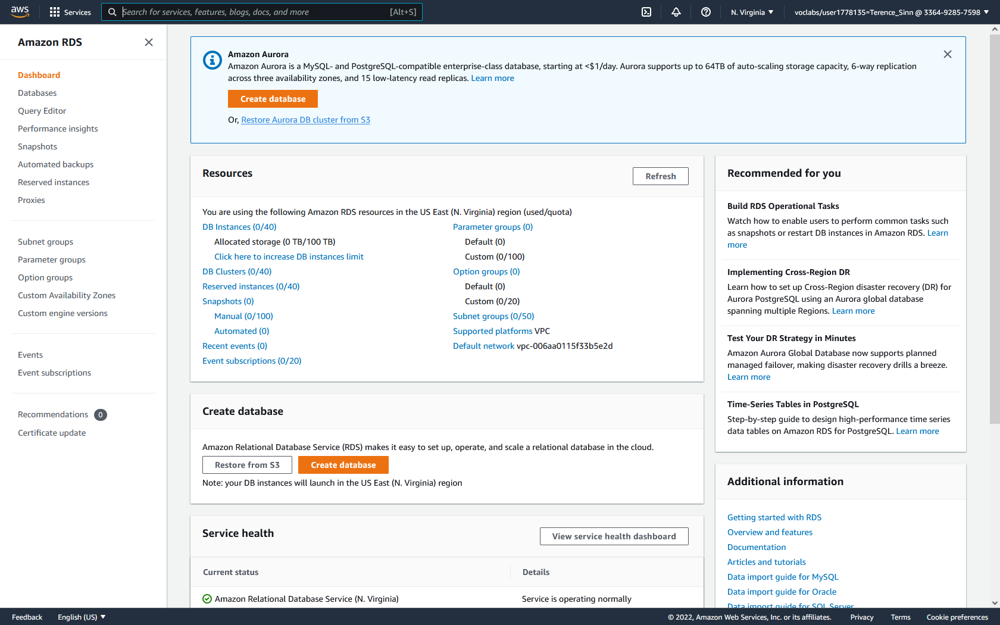 aws
Services
Search for services, features, blogs, docs, and more
[Alt+S]
N. Virginia
voclabs/user1778135=Terence_Sinn @ 3364-9285-7598
Amazon RDS
Dashboard
Databases
Query Editor
Performance insights
Snapshots
Automated backups
Reserved instances
Proxies
Subnet groups
Parameter groups
Option groups
Custom Availability Zones
Custom engine versions
Events
Event subscriptions
Recommendations 0
Certificate update
Amazon Aurora
Amazon Aurora is a MySQL- and PostgreSQL-compatible enterprise-class database, starting at <$1/day. Aurora supports up to 64TB of auto-scaling storage capacity, 6-way replication
across three availability zones, and 15 low-latency read replicas. Learn more
Create database
Or, Restore Aurora DB cluster from S3
Resources
Refresh
You are using the following Amazon RDS resources in the US East (N. Virginia) region (used/quota)
DB Instances (0/40)
Allocated storage (0 TB/100 TB)
Click here to increase DB instances limit
DB Clusters (0/40)
Reserved instances (0/40)
Snapshots (0)
Manual (0/100)
Automated (0)
Recent events (0)
Event subscriptions (0/20)
Parameter groups (0)
Default (0)
Custom (0/100)
Option groups (0)
Default (0)
Custom (0/20)
Subnet groups (0/50)
Supported platforms VPC
Default network vpc-006aa0115f33b5e2d
Create database
Amazon Relational Database Service (RDS) makes it easy to set up, operate, and scale a relational database in the cloud.
Restore from S3
Create database
Note: your DB instances will launch in the US East (N. Virginia) region
Service health
View service health dashboard
Current status
Details
Amazon Relational Database Service (N. Virginia)
Service is operating normally
Recommended for you
Build RDS Operational Tasks
Watch how to enable users to perform common tasks such
as snapshots or restart DB instances in Amazon RDS. Learn
more
Implementing Cross-Region DR
Learn how to set up Cross-Region disaster recovery (DR) for
Aurora PostgreSQL using an Aurora global database
spanning multiple Regions. Learn more
Test Your DR Strategy in Minutes
Amazon Aurora Global Database now supports planned
managed failover, making disaster recovery drills a breeze.
Learn more
Time-Series Tables in PostgreSQL
Step-by-step guide to design high-performance time series
data tables on Amazon RDS for PostgreSQL. Learn more
Additional information
Getting started with RDS
Overview and features
Documentation
Articles and tutorials
Data import guide for MySQL
Data import guide for Oracle
Data import guide for SQL Server
Feedback
English (US)
© 2022, Amazon Web Services, Inc. or its affiliates.
Privacy
Terms
Cookie preferences